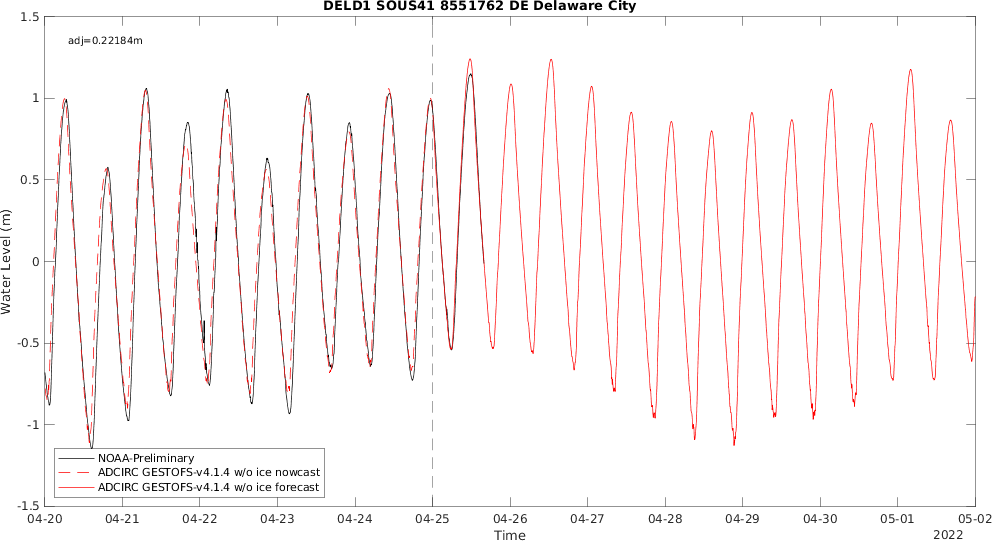 DELD1 SOUS41 8551762 DE Delaware City
adj=0.22184m
1.5
1
0.5
0
-0.5
-1
-1.5
Water Level (m)
NOAA-Preliminary
ADCIRC GESTOFS-v4.1.4 w/o ice nowcast
ADCIRC GESTOFS-v4.1.4 w/o ice forecast
04-20 04-21 04-22 04-23 04-24 04-25 04-26 04-27 04-28 04-29 04-30 05-01 05-02
Time
2022